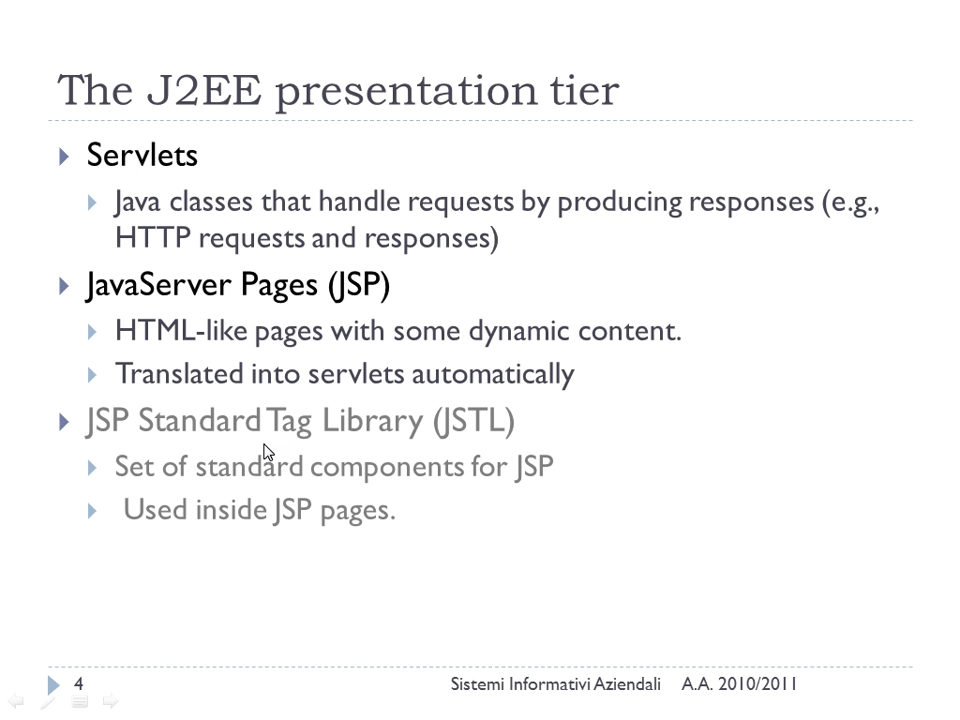 The J2EE presentation tier
Servlets
Java classes that handle requests by producing responses (e.g.,
HTTP requests and responses)
JavaServer Pages (JSP)
HTML-like pages with some dynamic content.
Translated into servlets automatically
JSP Standard Tag Library (JSTL)
Set of standard components for JSP
Used inside JSP pages.
4 Sistemi Informativi Aziendali A.A. 2010/2011